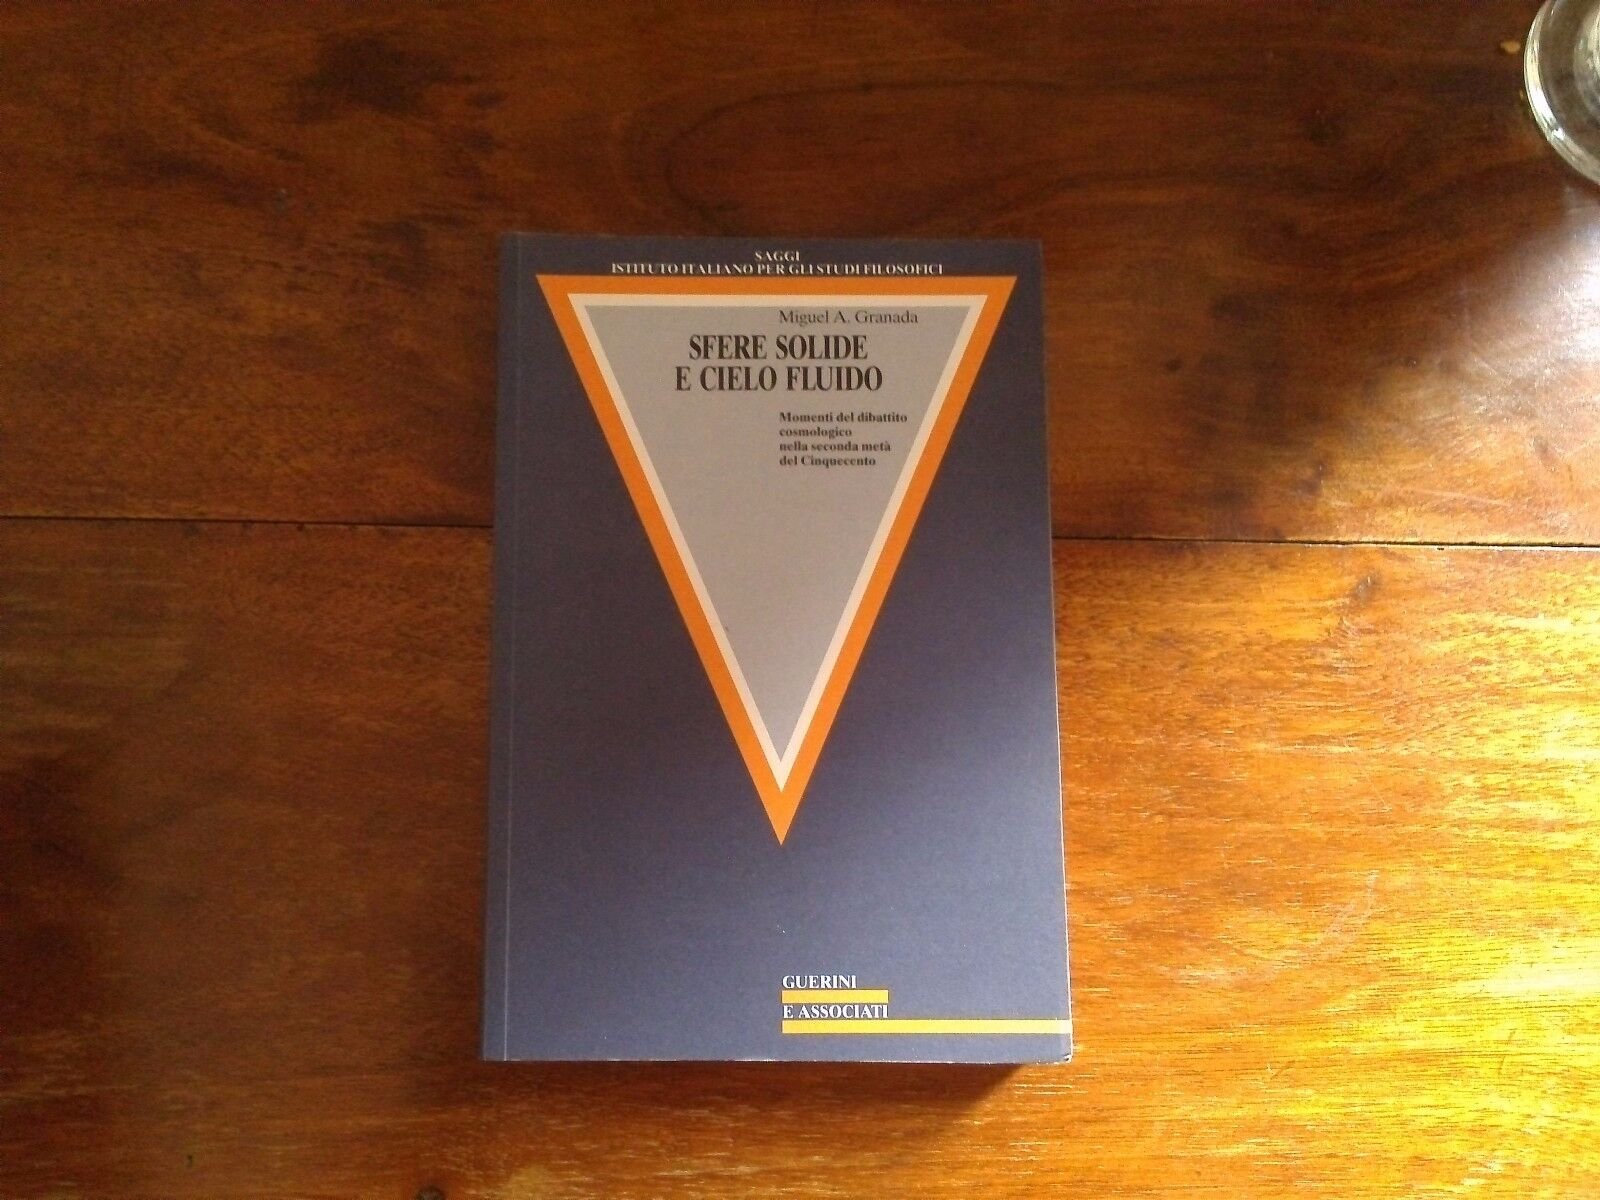 SAGGI
ISTITUTO ITALIANO PER GLI STUDI FILOSOFICI
Miguel A. Granada
SFERE SOLIDE
E CIELO FLUIDO
Momenti del dibattito
cosmologico
nella seconda metà
del Cinquecento
GUERINI
E ASSOCIATI